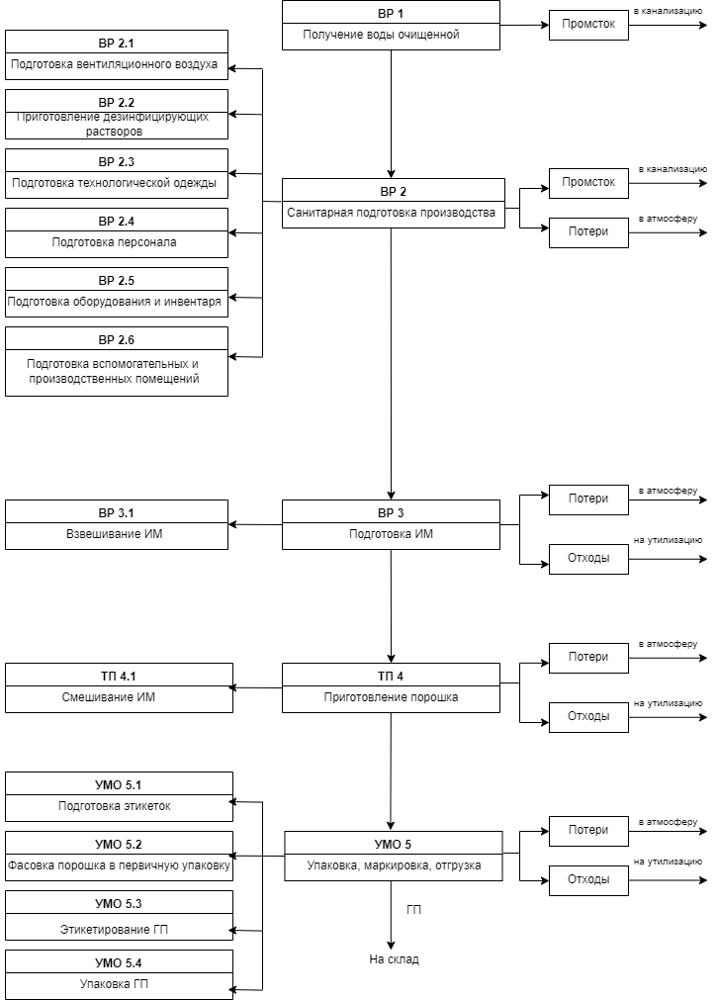 ВР 1
Получение воды очищенной
Промсток
в канализацию
ВР 2.1
Подготовка вентиляционного воздуха
ВР 2.2
Приготовление дезинфицирующих
растворов
ВР 2.3
Подготовка технологической одежды
ВР 2.4
Подготовка персонала
ВР 2.5
Подготовка оборудования и инвентаря
ВР 2.6
Подготовка вспомогательных и
производственных помещений
ВР 2
Санитарная подготовка производства
Промсток
в канализацию
Потери
в атмосферу
ВР 3.1
Взвешивание ИМ
ВР 3
Подготовка ИМ
Потери
в атмосферу
Отходы
на утилизацию
ТП 4.1
Смешивание ИМ
ТП 4
Приготовление порошка
Потери
в атмосферу
Отходы
на утилизацию
УМО 5.1
Подготовка этикеток
УМО 5.2
Фасовка порошка в первичную упаковку
УМО 5.3
Этикетирование ГП
УМО 5.4
Упаковка ГП
УМО 5
Упаковка, маркировка, отгрузка
Потери
в атмосферу
Отходы
на утилизацию
ГП
На склад